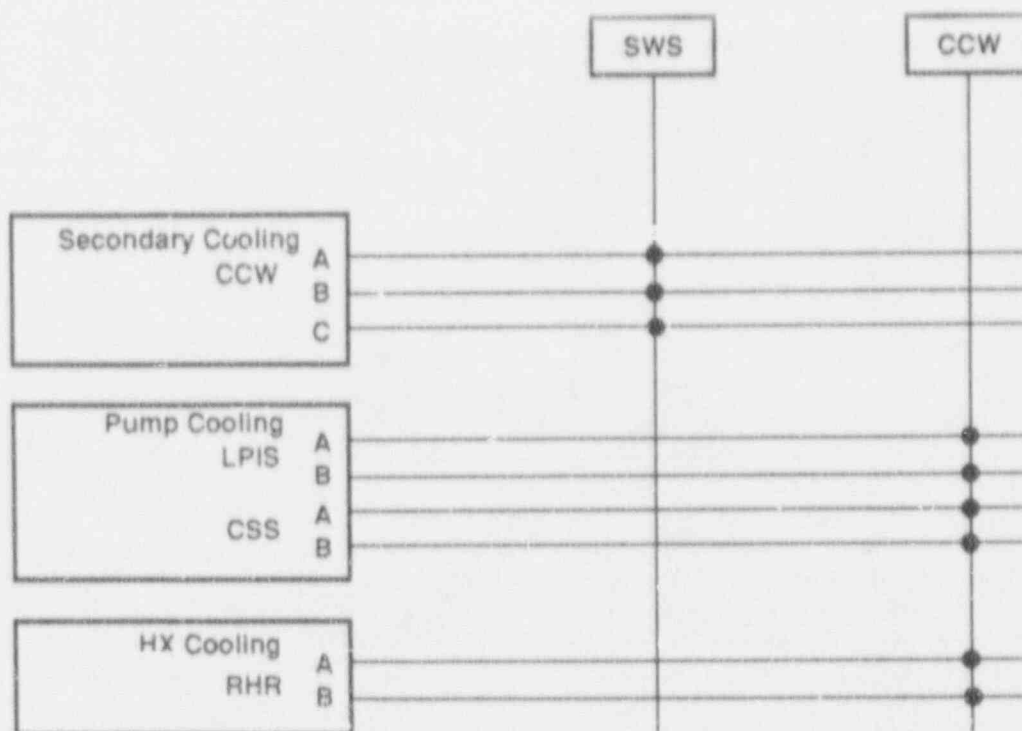 SWS CCW
Secondary Cooling
CCW
A
B
C
Pump Cooling
LPIS
A
B
CSS
A
B
HX Cooling
RHR
A
B